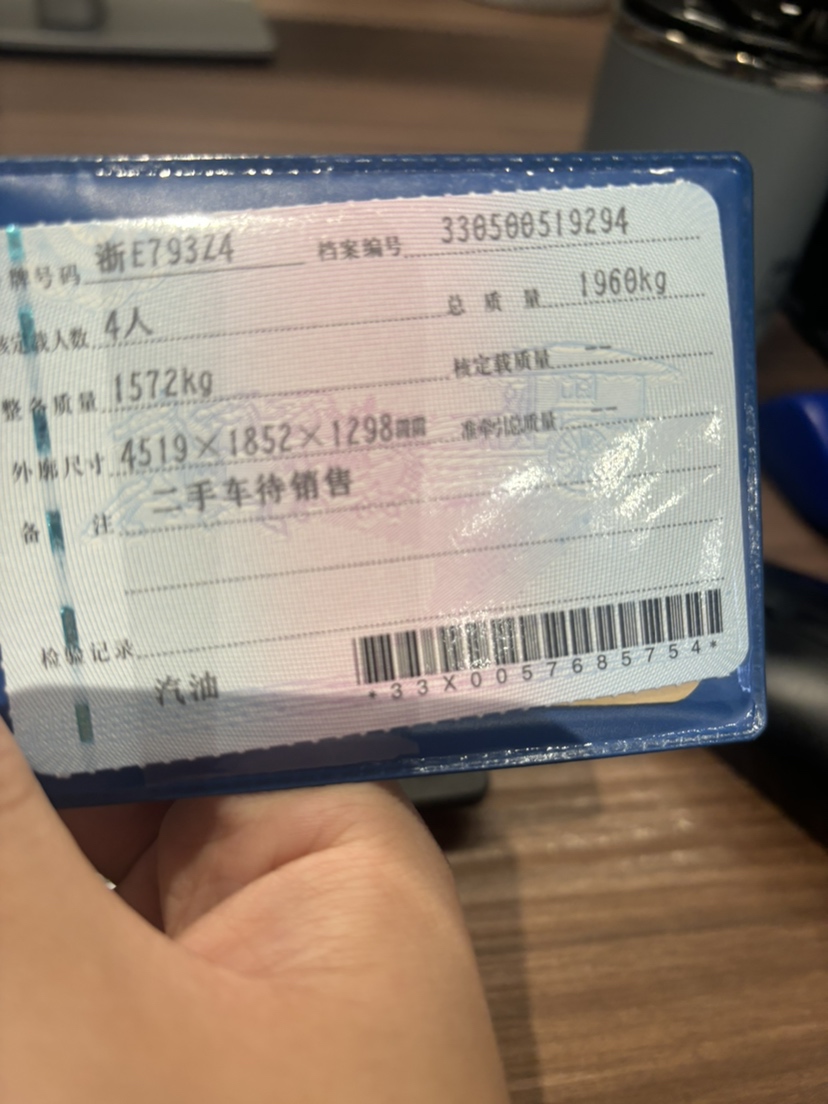 号牌号码 浙E793Z4 档案编号 330500519294
核定载人数 4人 总质量 1960kg
整备质量 1572kg 核定载质量 --
外廓尺寸 4519×1852×1298mm 准牵引总质量 --
备注 二手车待销售
检验记录
汽油
*33X0057685754*